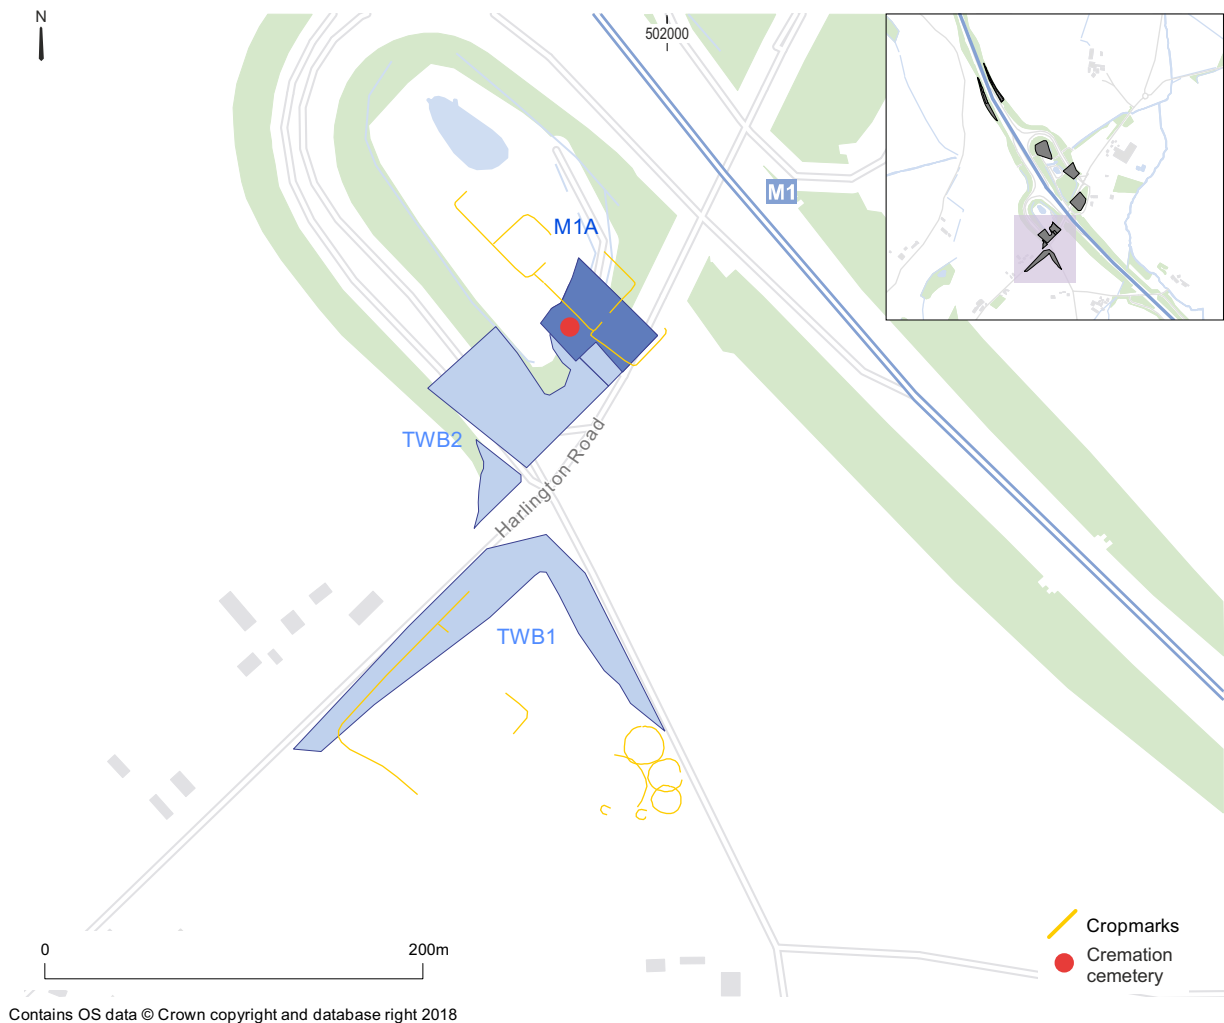 N
502000
M1
M1A
TWB2
Harlington Road
TWB1
Cropmarks
Cremation
cemetery
0
200m
Contains OS data © Crown copyright and database right 2018